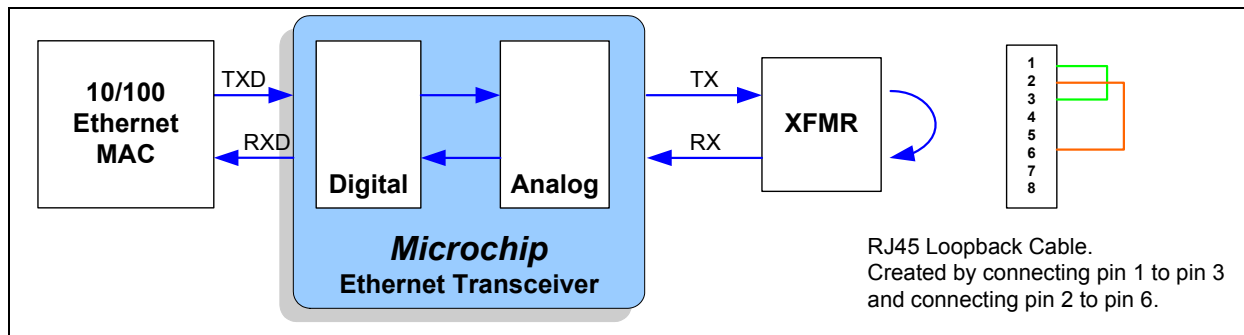 10/100
Ethernet
MAC
TXD
RXD
Digital
Analog
Microchip
Ethernet Transceiver
TX
RX
XFMR
1
2
3
4
5
6
7
8
RJ45 Loopback Cable.
Created by connecting pin 1 to pin 3
and connecting pin 2 to pin 6.